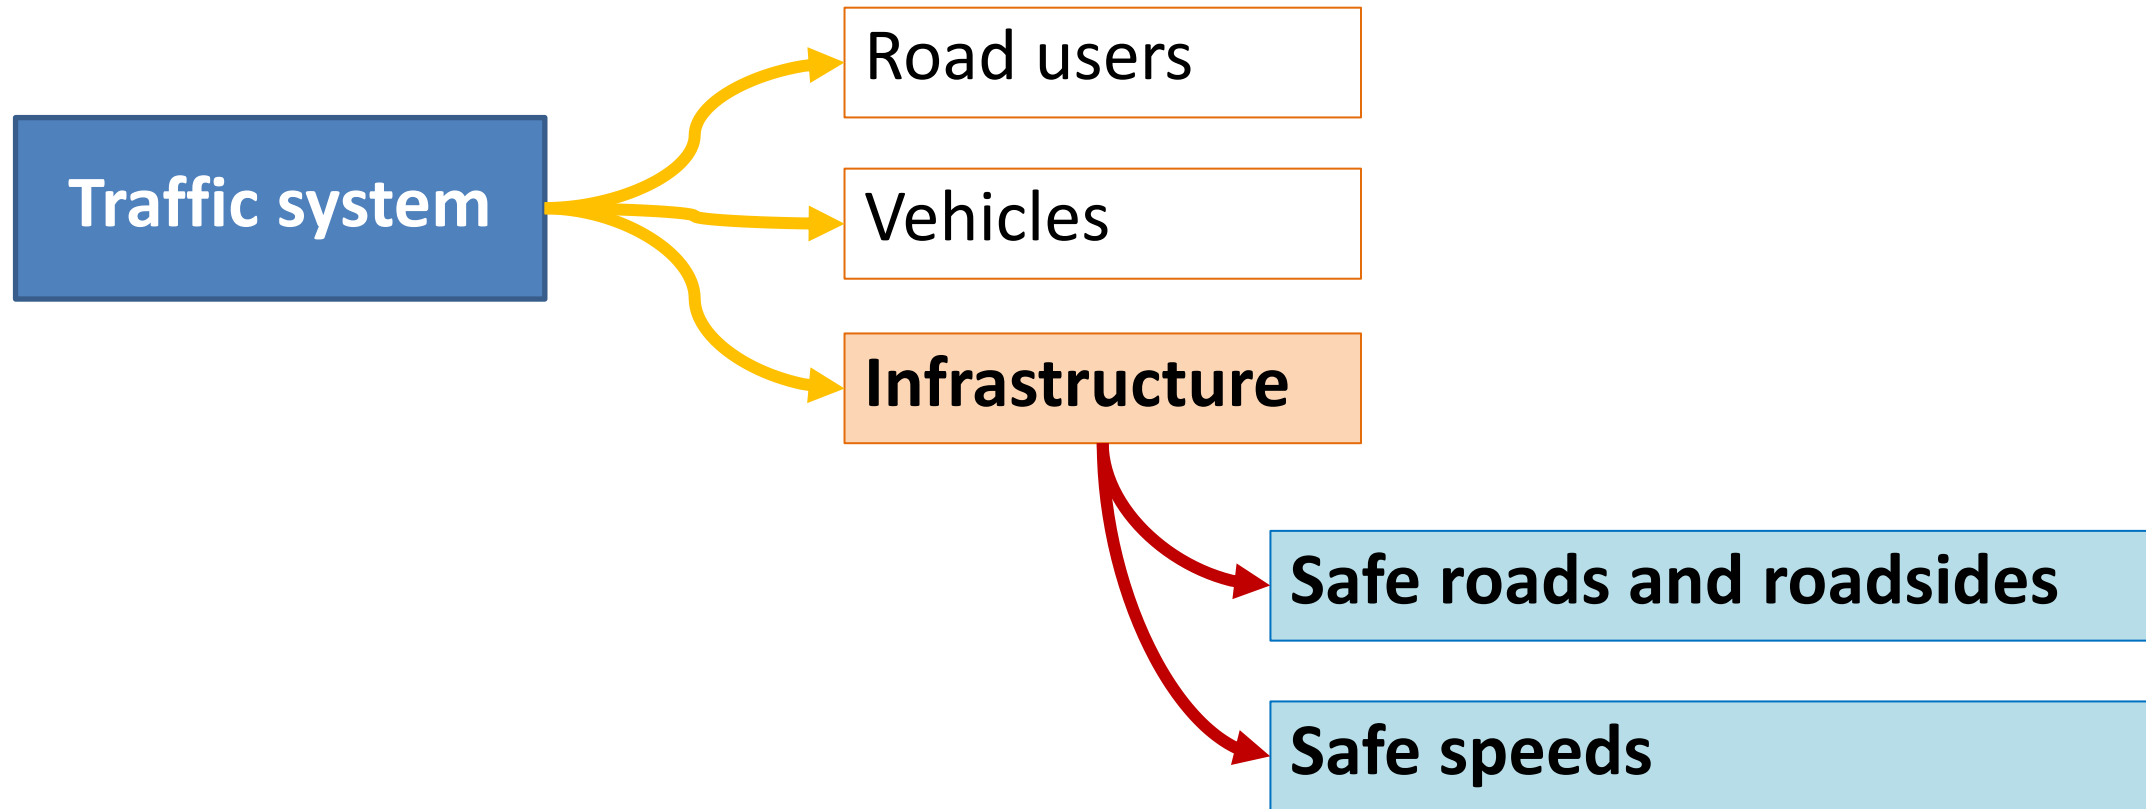 Road users
Traffic system
Vehicles
Infrastructure
Safe roads and roadsides
Safe speeds